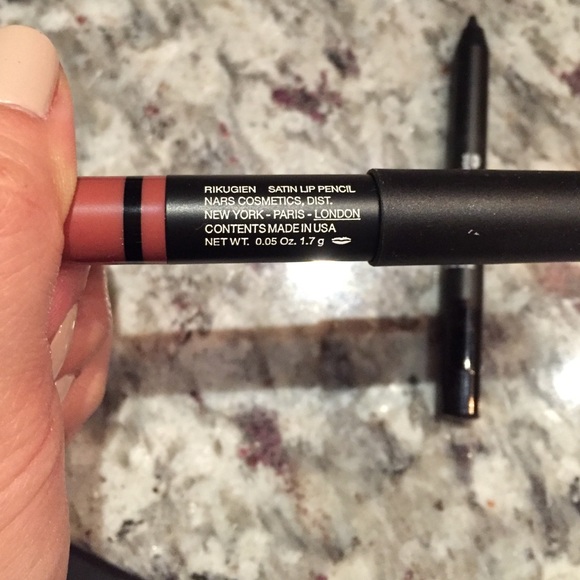 RIKUGIEN SATIN LIP PENCIL
NARS COSMETICS, DIST.
NEW YORK - PARIS - LONDON
CONTENTS MADE IN USA
NET WT. 0.05 Oz. 1.7 g